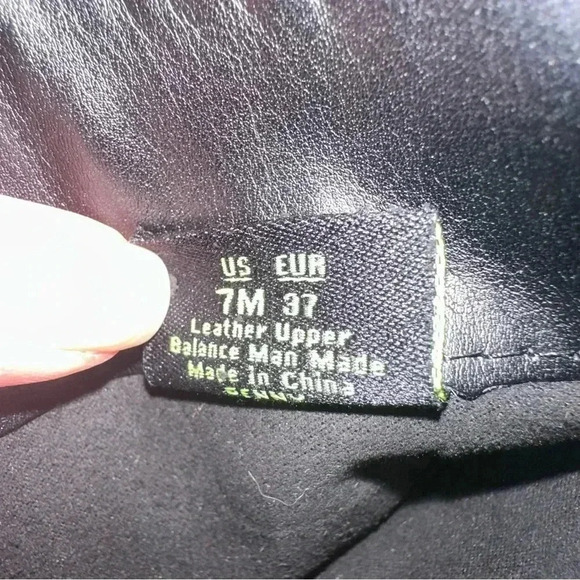 US EUR
7M 37
Leather Upper
Balance Man Made
Made In China